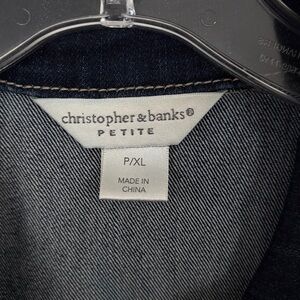 christopher & banks®
PETITE
P/XL
MADE IN
CHINA